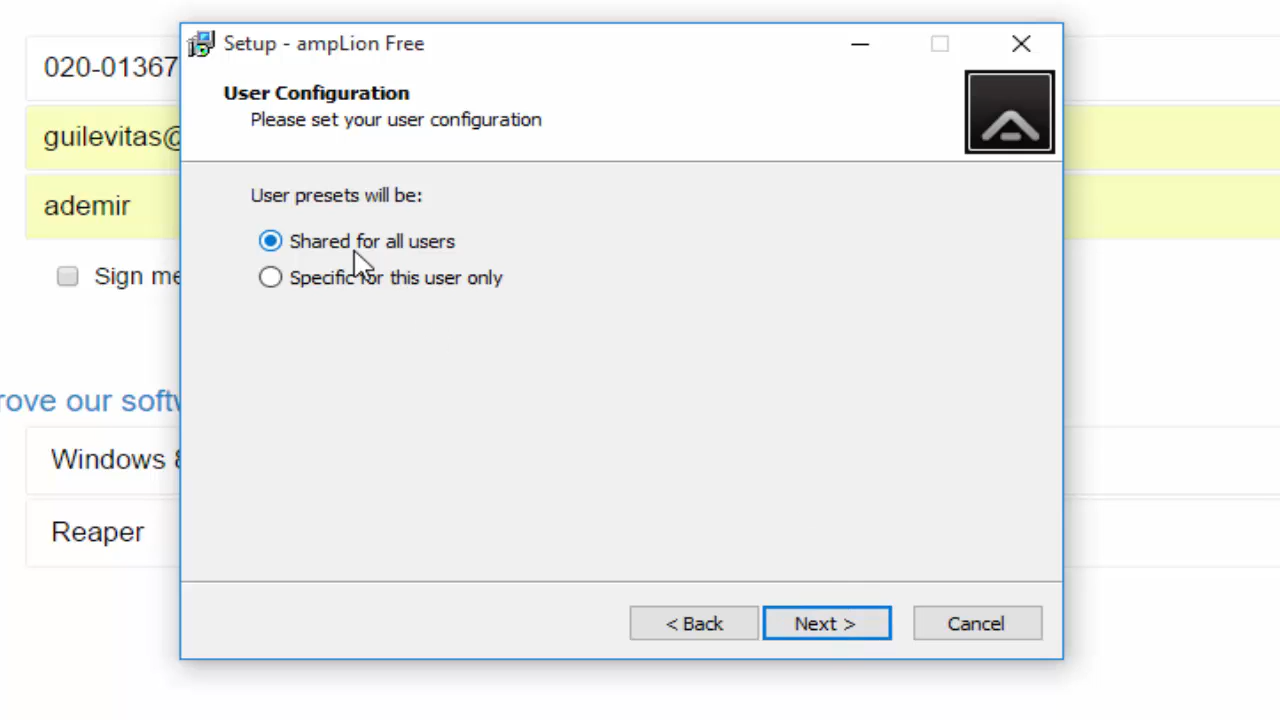 Setup - ampLion Free
User Configuration
Please set your user configuration
User presets will be:
Shared for all users
Specific for this user only
< Back
Next >
Cancel
020-01367
guilevitas@
ademir
Sign me
rove our softw
Windows 8
Reaper